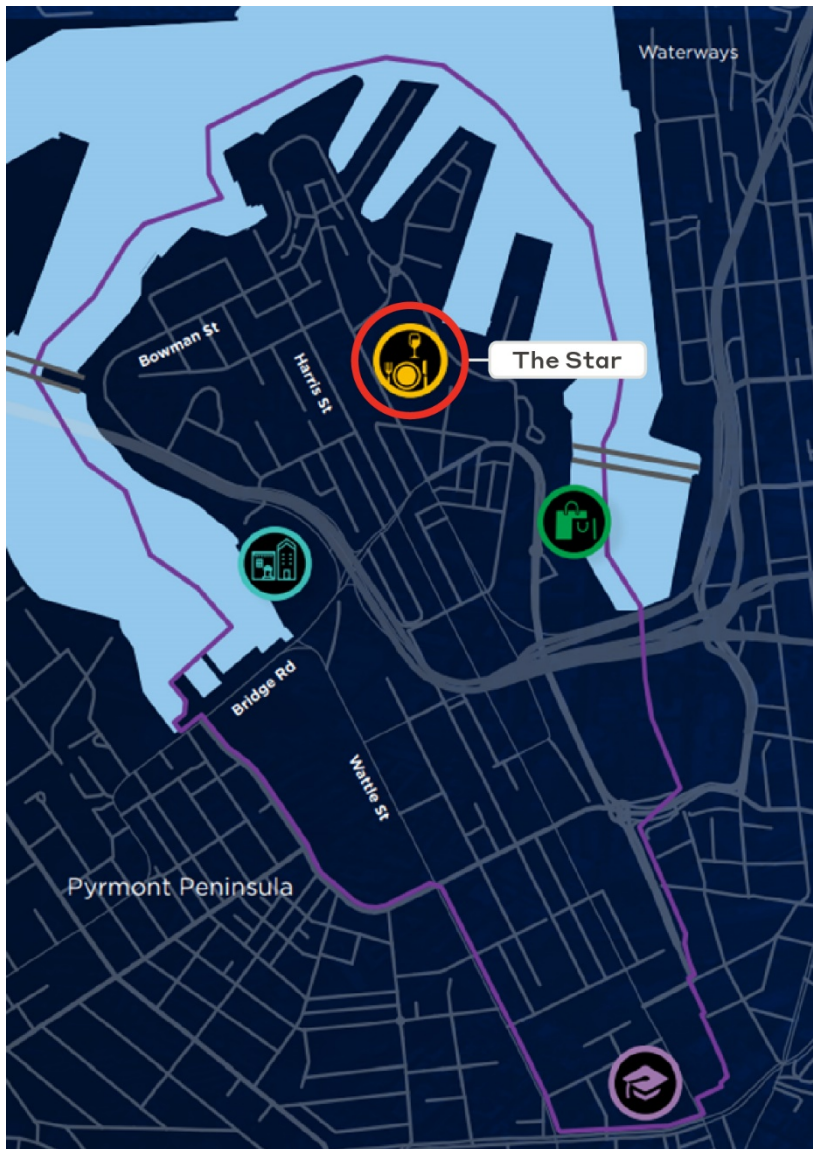 Waterways
Bowman St
Harris St
The Star
Bridge Rd
Wattle St
Pyrmont Peninsula